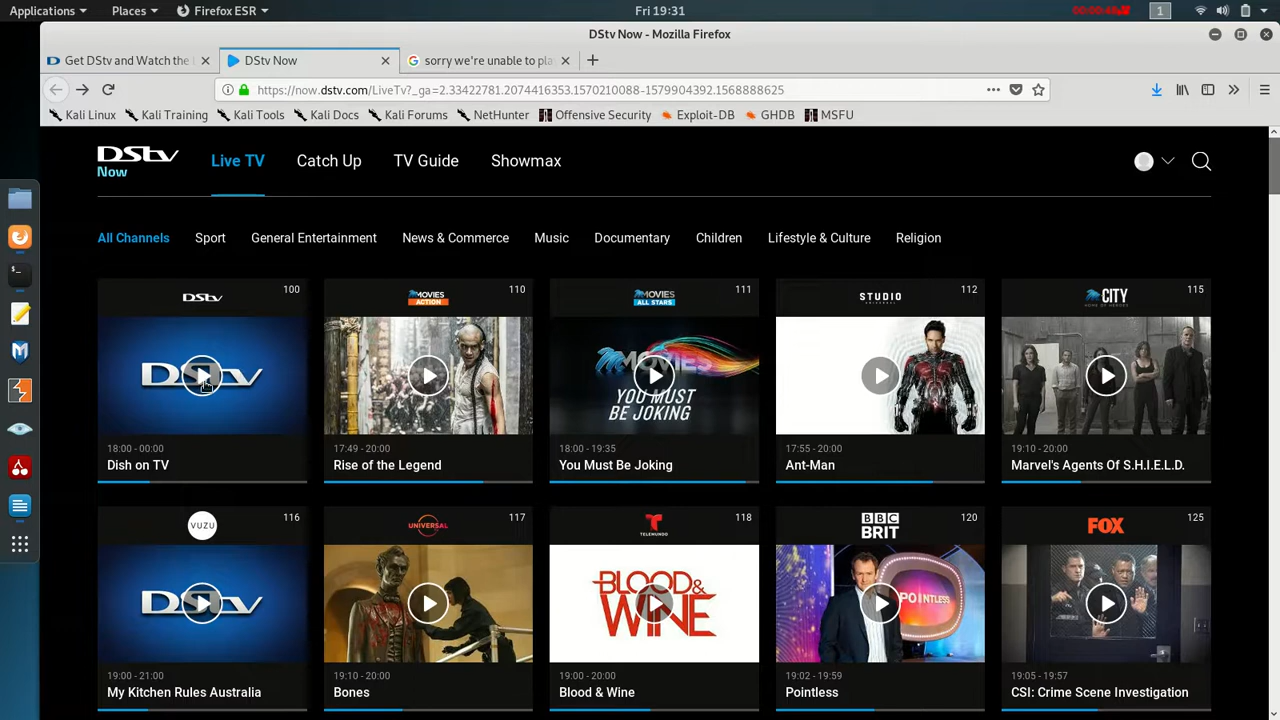 Applications Places Firefox ESR Fri 19:31 1
DStv Now - Mozilla Firefox
Get DStv and Watch the DStv Now sorry we're unable to pla
https://now.dstv.com/LiveTv?_ga=2.33422781.2074416353.1570210088-1579904392.1568888625
Kali Linux Kali Training Kali Tools Kali Docs Kali Forums NetHunter Offensive Security Exploit-DB GHDB MSFU
DStv Now Live TV Catch Up TV Guide Showmax
All Channels Sport General Entertainment News & Commerce Music Documentary Children Lifestyle & Culture Religion
DStv 100 MOVIES ACTION 110 MOVIES ALL STARS 111 STUDIO UNIVERSAL 112 CITY 115
DStv MOVIES YOU MUST BE JOKING
18:00 - 00:00 17:49 - 20:00 18:00 - 19:35 17:55 - 20:00 19:10 - 20:00
Dish on TV Rise of the Legend You Must Be Joking Ant-Man Marvel's Agents Of S.H.I.E.L.D.
VUZU 116 UNIVERSAL 117 TELEMUNDO 118 BBC BRIT 120 FOX 125
DStv BLOOD & WINE POINTLESS
19:00 - 21:00 19:10 - 20:00 19:00 - 20:00 19:02 - 19:59 19:05 - 19:57
My Kitchen Rules Australia Bones Blood & Wine Pointless CSI: Crime Scene Investigation